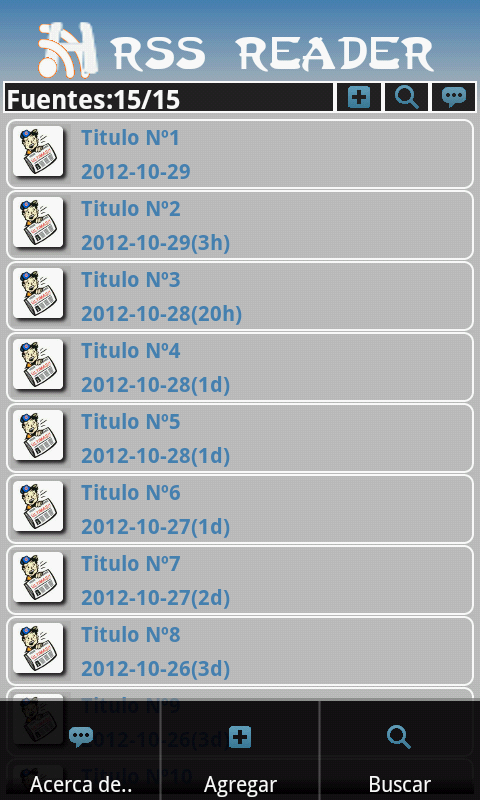 RSS READER
Fuentes:15/15
Titulo Nº1
2012-10-29
Titulo Nº2
2012-10-29(3h)
Titulo Nº3
2012-10-28(20h)
Titulo Nº4
2012-10-28(1d)
Titulo Nº5
2012-10-28(1d)
Titulo Nº6
2012-10-27(1d)
Titulo Nº7
2012-10-27(2d)
Titulo Nº8
2012-10-26(3d)
Titulo Nº9
2012-10-26(3d)
Titulo Nº10
Acerca de..
Agregar
Buscar